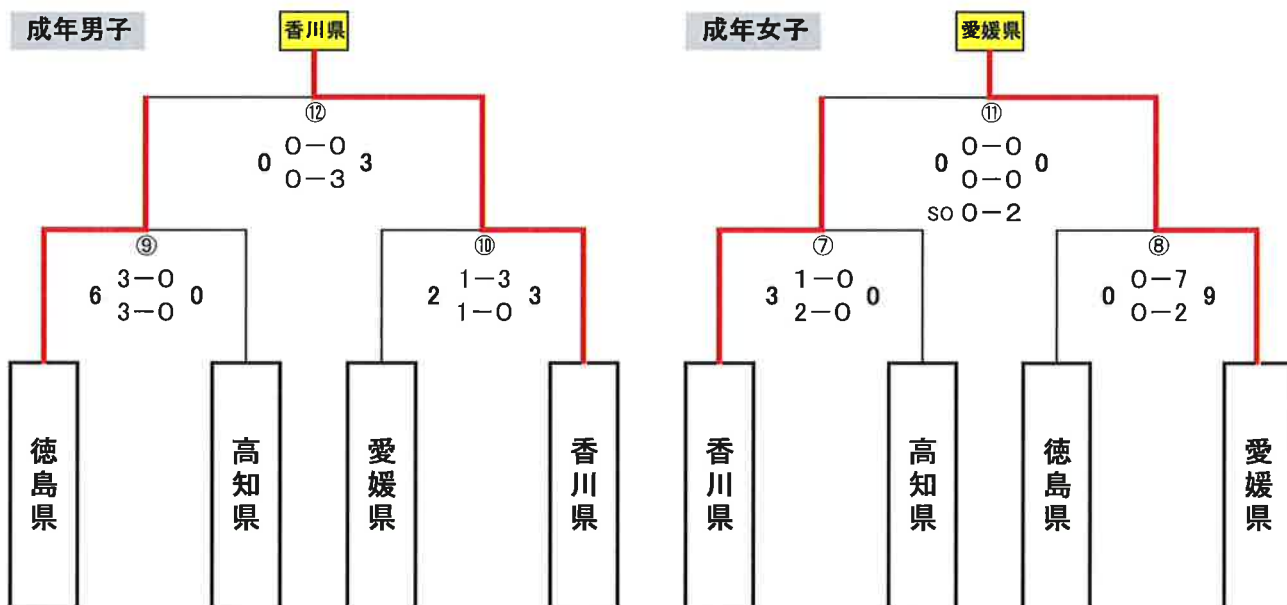 成年男子
香川県
⑫
0 0-0 3
0-3
⑨
6 3-0 0
3-0
⑩
2 1-3 3
1-0
徳島県
高知県
愛媛県
香川県
成年女子
愛媛県
⑪
0 0-0 0
0-0
so 0-2
⑦
3 1-0 0
2-0
⑧
0 0-7 9
0-2
香川県
高知県
徳島県
愛媛県